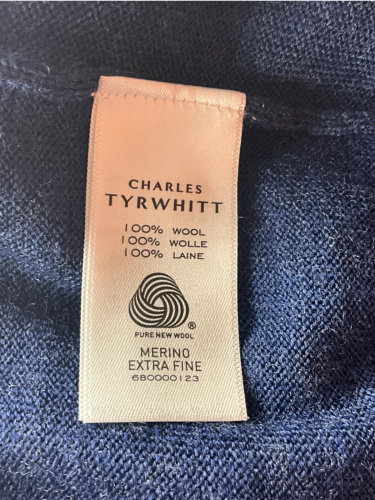 CHARLES
TYRWHITT
100% WOOL
100% WOLLE
100% LAINE
®
PURE NEW WOOL
MERINO
EXTRA FINE
680000123